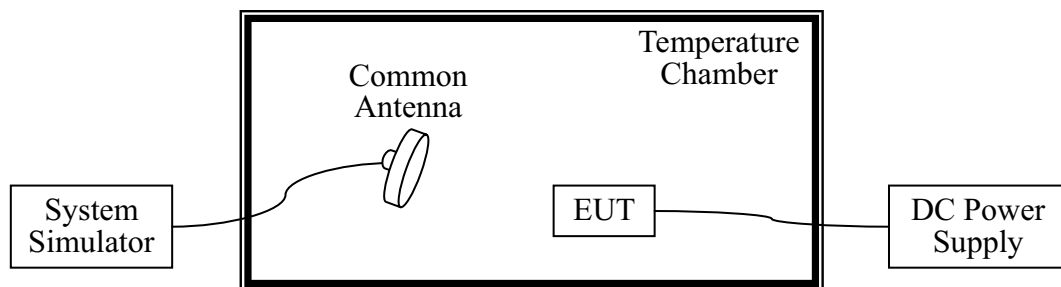 Temperature
Chamber
Common
Antenna
System
Simulator
EUT
DC Power
Supply